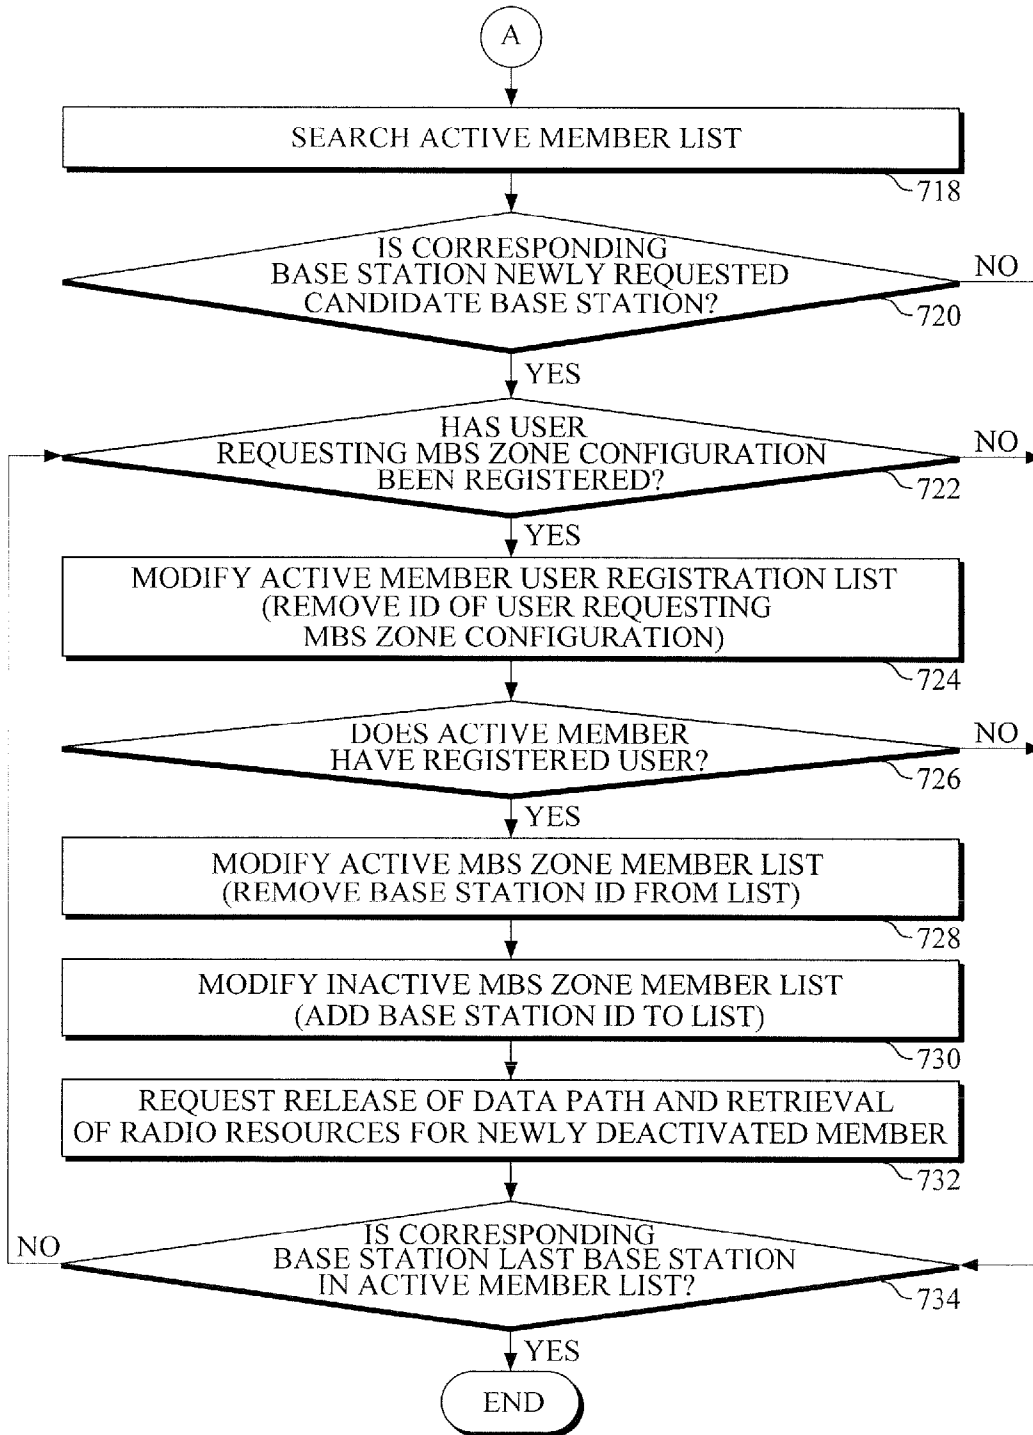 A
SEARCH ACTIVE MEMBER LIST
718
IS CORRESPONDING
BASE STATION NEWLY REQUESTED
CANDIDATE BASE STATION?
NO
720
YES
HAS USER
REQUESTING MBS ZONE CONFIGURATION
BEEN REGISTERED?
NO
722
YES
MODIFY ACTIVE MEMBER USER REGISTRATION LIST
(REMOVE ID OF USER REQUESTING
MBS ZONE CONFIGURATION)
724
DOES ACTIVE MEMBER
HAVE REGISTERED USER?
NO
726
YES
MODIFY ACTIVE MBS ZONE MEMBER LIST
(REMOVE BASE STATION ID FROM LIST)
728
MODIFY INACTIVE MBS ZONE MEMBER LIST
(ADD BASE STATION ID TO LIST)
730
REQUEST RELEASE OF DATA PATH AND RETRIEVAL
OF RADIO RESOURCES FOR NEWLY DEACTIVATED MEMBER
732
NO
IS CORRESPONDING
BASE STATION LAST BASE STATION
IN ACTIVE MEMBER LIST?
734
YES
END